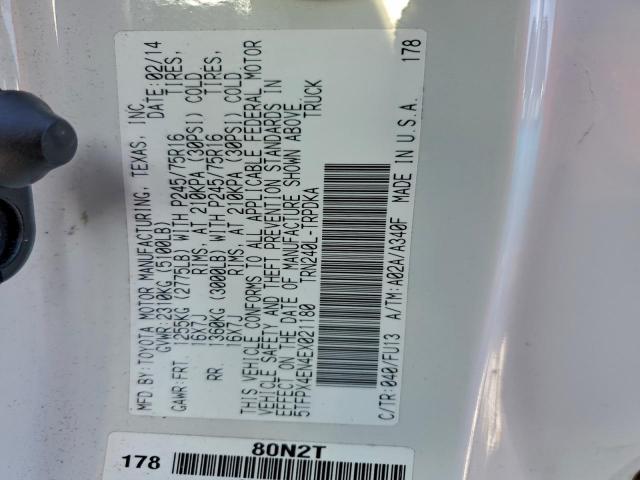 MFD BY: TOYOTA MOTOR MANUFACTURING, TEXAS, INC.
GVWR: 2310KG (5100LB) DATE: 02/14
GAWR: FRT. 1255KG (2775LB) WITH P245/75R16 TIRES,
16X7J RIMS, AT 210KPA (30PSI) COLD
RR. 1360KG (3000LB) WITH P245/75R16 TIRES,
16X7J RIMS, AT 210KPA (30PSI) COLD
THIS VEHICLE CONFORMS TO ALL APPLICABLE FEDERAL MOTOR
VEHICLE SAFETY AND THEFT PREVENTION STANDARDS IN
EFFECT ON THE DATE OF MANUFACTURE SHOWN ABOVE.
5TFPX4EN4EX021180 TRN240L-TRPDKA TRUCK
C/TR: 040/FU13 A/TM: A02A/A340F MADE IN U.S.A. 178
178 80N2T